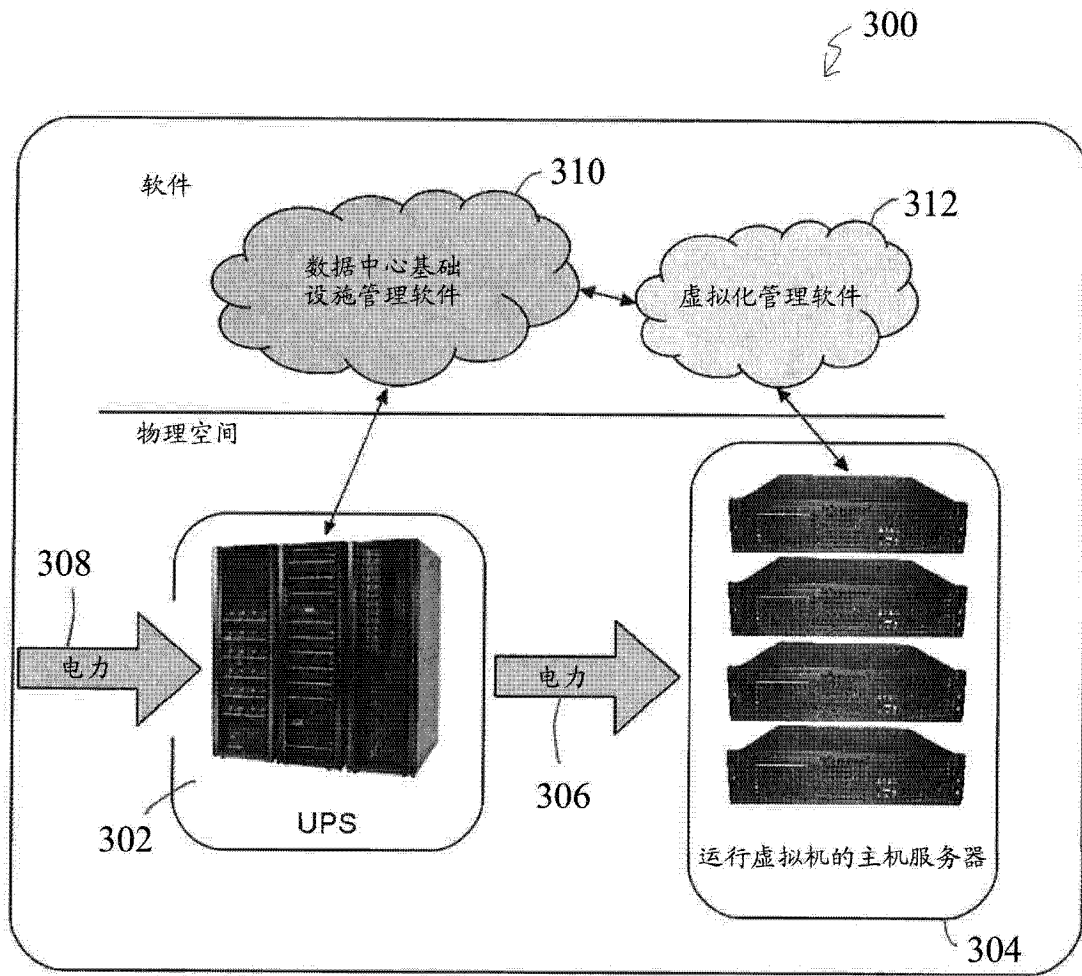 300
软件
310
312
数据中心基础
设施管理软件
虚拟化管理软件
物理空间
308
电力
电力
302
UPS
306
运行虚拟机的主机服务器
304